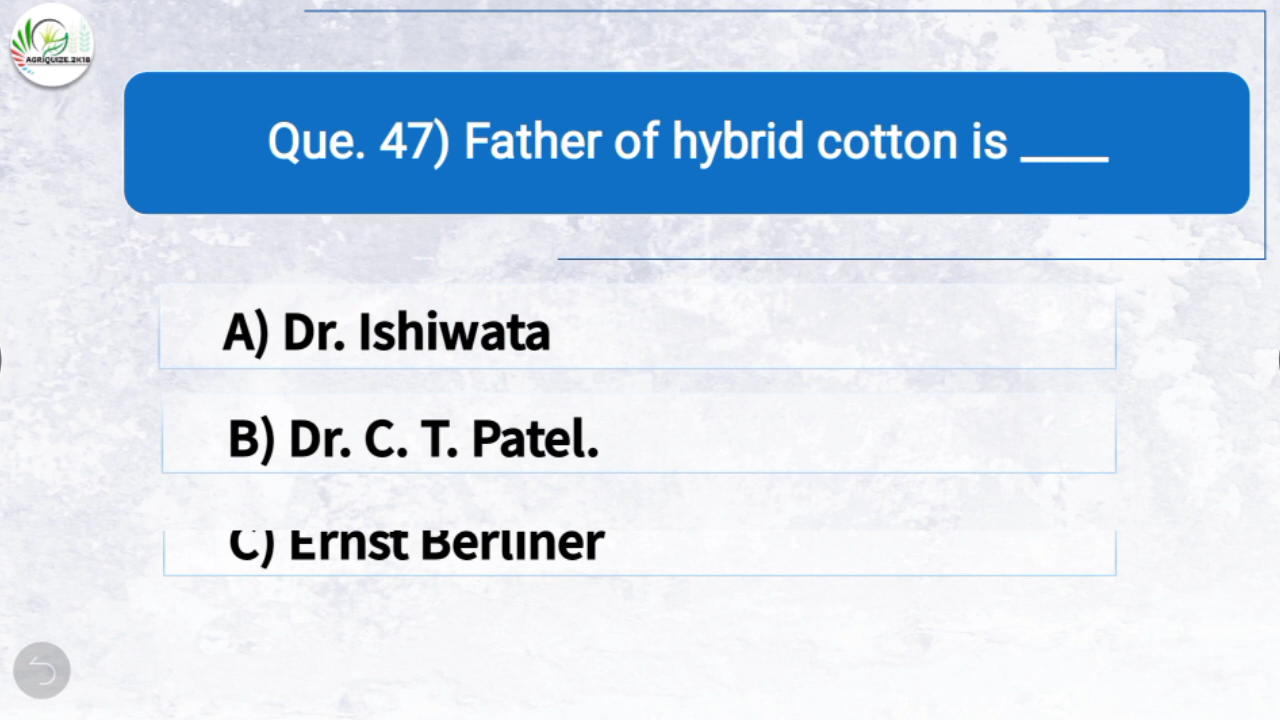 AGRIQUIZE.2K18
Que. 47) Father of hybrid cotton is ____
A) Dr. Ishiwata
B) Dr. C. T. Patel.
C) Ernst Berliner